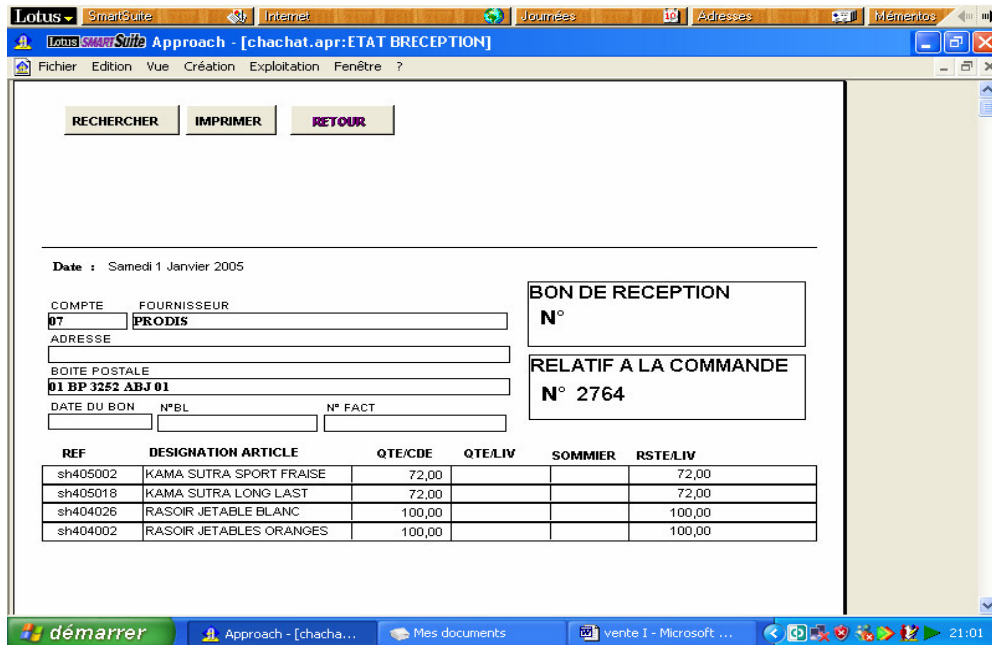 Lotus SmartSuite Internet Journées 10 Adresses Mémentos
Lotus SMARTSuite Approach - [chachat.apr:ETAT BRECEPTION]
Fichier Edition Vue Création Exploitation Fenêtre ?
RECHERCHER IMPRIMER RETOUR
Date : Samedi 1 Janvier 2005
BON DE RECEPTION
N°
COMPTE FOURNISSEUR
07 PRODIS
ADRESSE
RELATIF A LA COMMANDE
N° 2764
BOITE POSTALE
01 BP 3252 ABJ 01
DATE DU BON N°BL N° FACT
REF DESIGNATION ARTICLE QTE/CDE QTE/LIV SOMMIER RSTE/LIV
sh405002 KAMA SUTRA SPORT FRAISE 72,00 72,00
sh405018 KAMA SUTRA LONG LAST 72,00 72,00
sh404026 RASOIR JETABLE BLANC 100,00 100,00
sh404002 RASOIR JETABLES ORANGES 100,00 100,00
démarrer Approach - [chacha... Mes documents vente I - Microsoft ... 21:01